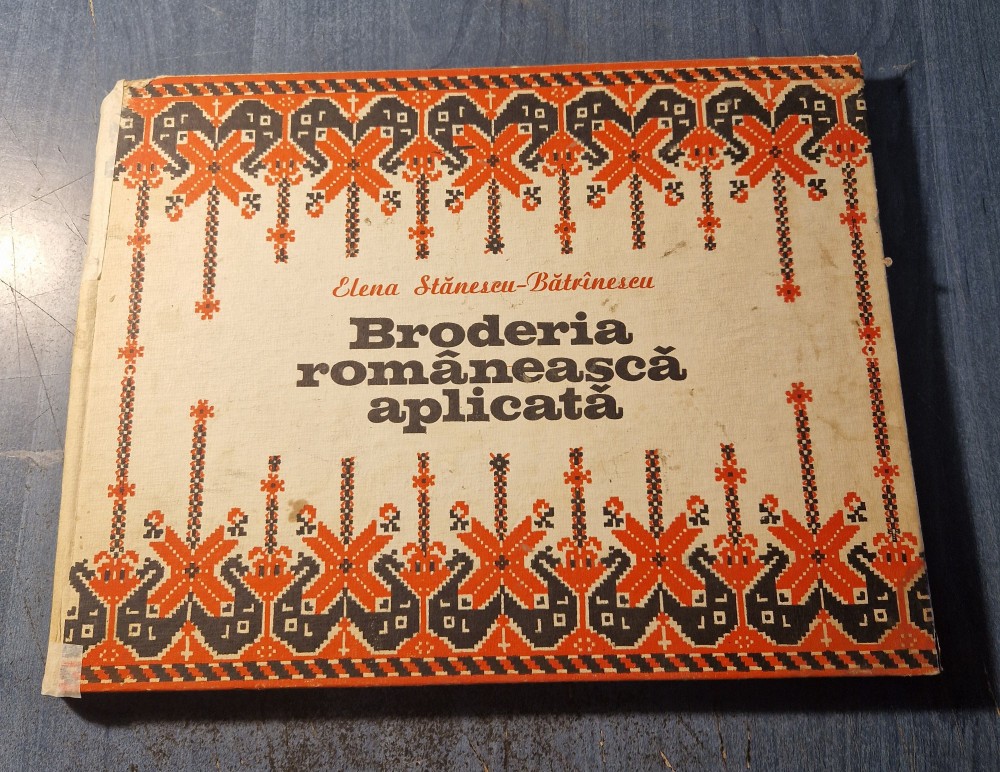 Elena Stănescu-Bătrînescu
Broderia
românească
aplicată